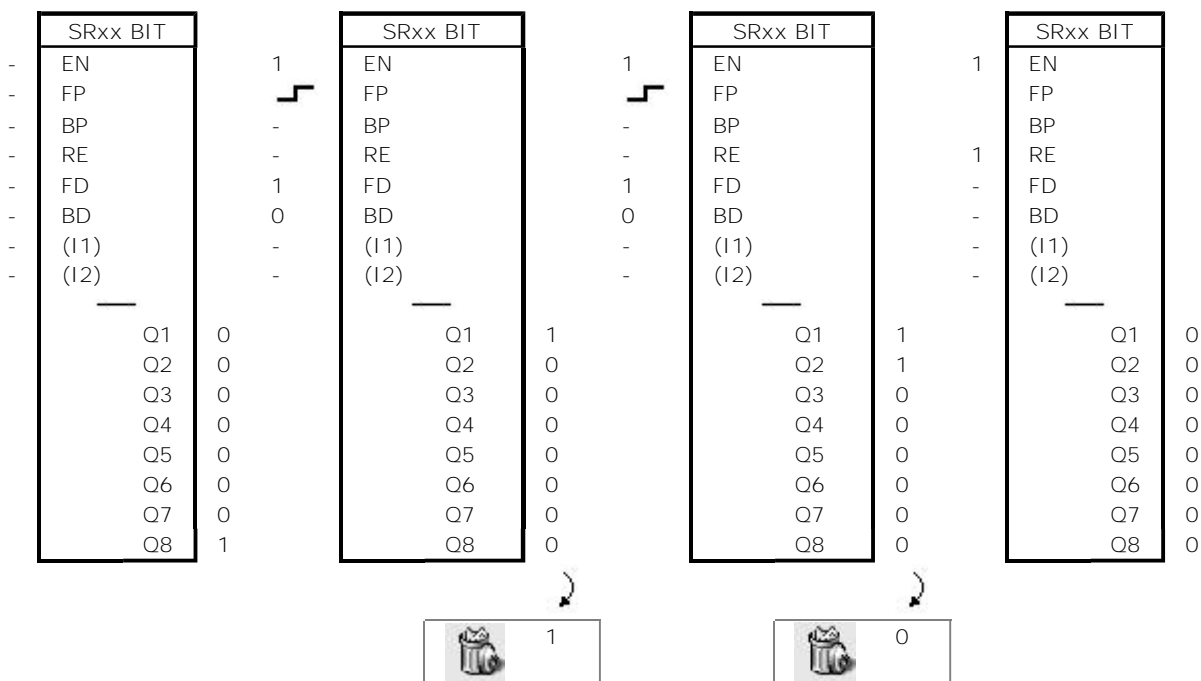 SRxx BIT SRxx BIT SRxx BIT SRxx BIT
- EN 1 EN 1 EN 1 EN
- FP FP FP FP
- BP - BP - BP BP
- RE - RE - RE 1 RE
- FD 1 FD 1 FD - FD
- BD 0 BD 0 BD - BD
- (I1) - (I1) - (I1) - (I1)
- (I2) - (I2) - (I2) - (I2)
Q1 0 Q1 1 Q1 1 Q1 0
Q2 0 Q2 0 Q2 1 Q2 0
Q3 0 Q3 0 Q3 0 Q3 0
Q4 0 Q4 0 Q4 0 Q4 0
Q5 0 Q5 0 Q5 0 Q5 0
Q6 0 Q6 0 Q6 0 Q6 0
Q7 0 Q7 0 Q7 0 Q7 0
Q8 1 Q8 0 Q8 0 Q8 0
1 0